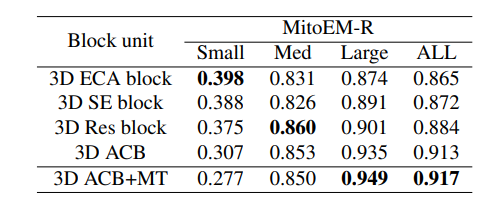 Block unit MitoEM-R
Small Med Large ALL
3D ECA block 0.398 0.831 0.874 0.865
3D SE block 0.388 0.826 0.891 0.872
3D Res block 0.375 0.860 0.901 0.884
3D ACB 0.307 0.853 0.935 0.913
3D ACB+MT 0.277 0.850 0.949 0.917